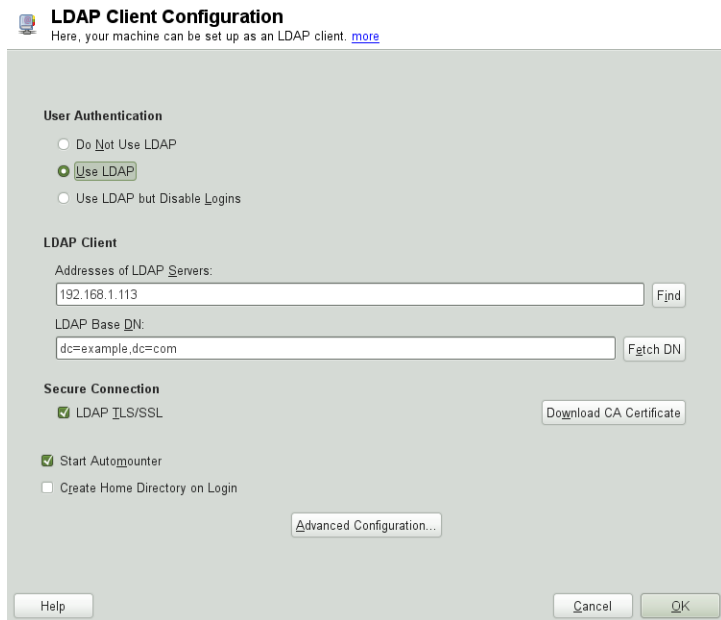 LDAP Client Configuration
Here, your machine can be set up as an LDAP client. more
User Authentication
Do Not Use LDAP
Use LDAP
Use LDAP but Disable Logins
LDAP Client
Addresses of LDAP Servers:
192.168.1.113
Find
LDAP Base DN:
dc=example,dc=com
Fetch DN
Secure Connection
LDAP TLS/SSL
Download CA Certificate
Start Automounter
Create Home Directory on Login
Advanced Configuration...
Help
Cancel
OK